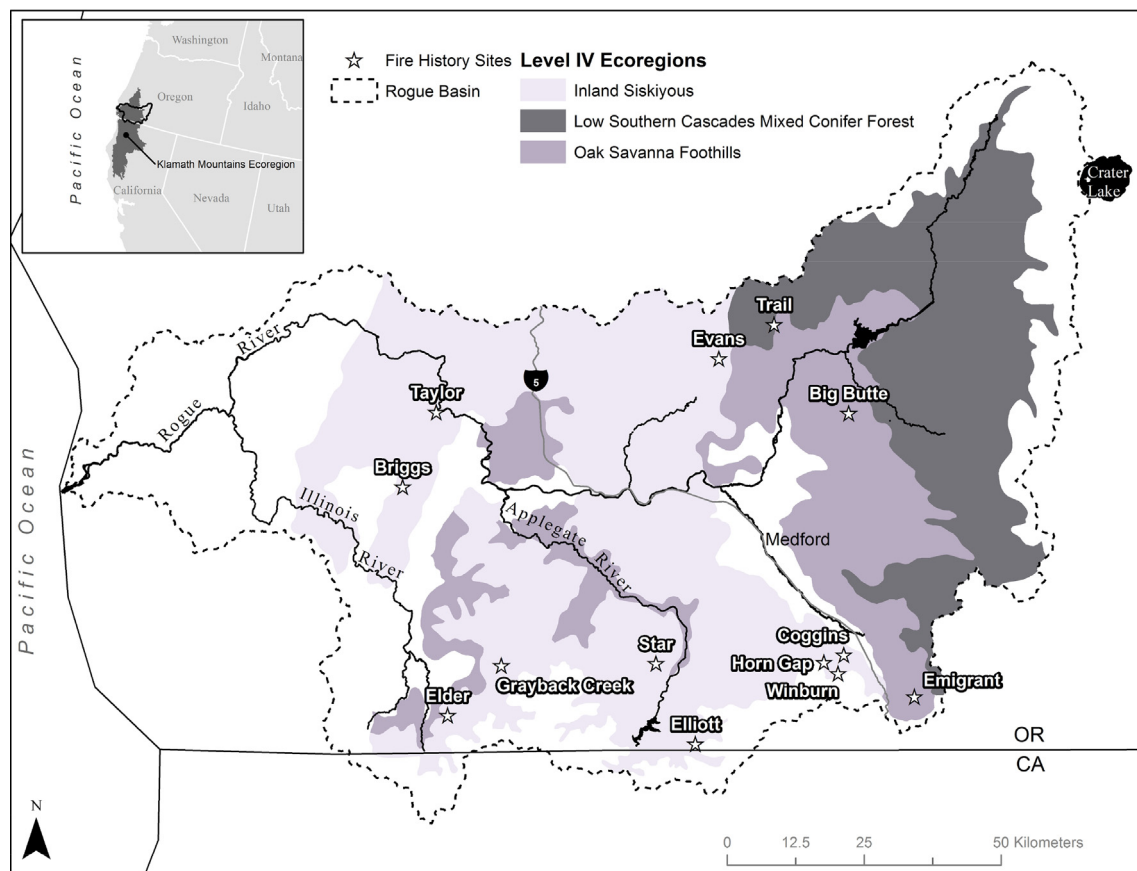 Washington
Montana
Oregon
Idaho
Pacific Ocean
Klamath Mountains Ecoregion
California
Nevada
Utah
Fire History Sites
Rogue Basin
Level IV Ecoregions
Inland Siskiyous
Low Southern Cascades Mixed Conifer Forest
Oak Savanna Foothills
Crater
Lake
Trail
Evans
River
5
Taylor
Big Butte
Rogue
Briggs
Illinois
River
Applegate River
Pacific Ocean
Medford
Coggins
Star
Horn Gap
Grayback Creek
Winburn
Emigrant
Elder
Elliott
OR
CA
N
0 12.5 25 50 Kilometers